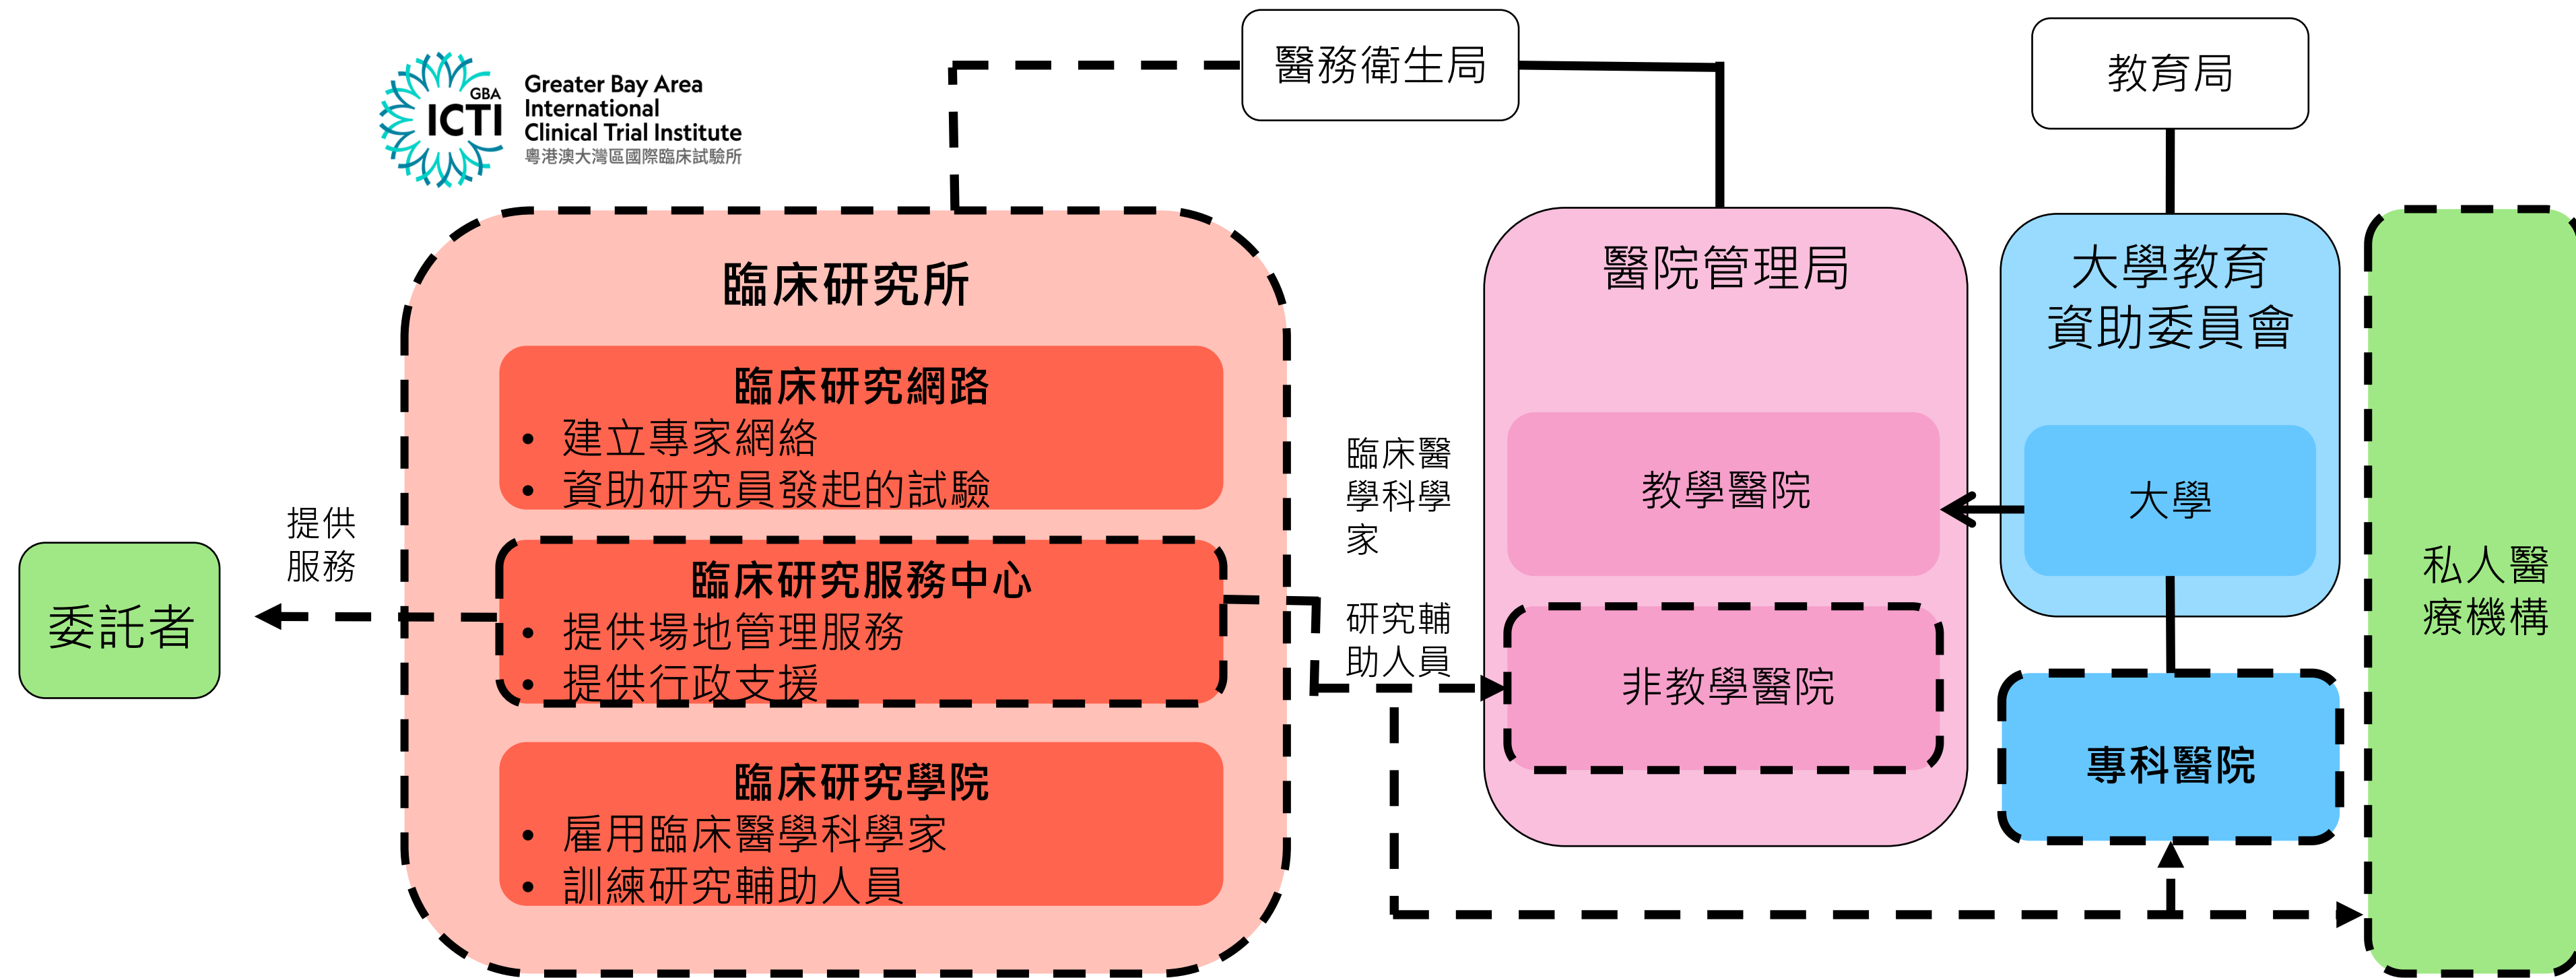 醫務衛生局
教育局
GBA
ICTI
Greater Bay Area
International
Clinical Trial Institute
粵港澳大灣區國際臨床試驗所
臨床研究所
臨床研究網路
• 建立專家網絡
• 資助研究員發起的試驗
臨床研究服務中心
• 提供場地管理服務
• 提供行政支援
臨床研究學院
• 雇用臨床醫學科學家
• 訓練研究輔助人員
提供
服務
委託者
臨床醫
學科學
家
研究輔
助人員
醫院管理局
教學醫院
非教學醫院
大學教育
資助委員會
大學
專科醫院
私人醫
療機構